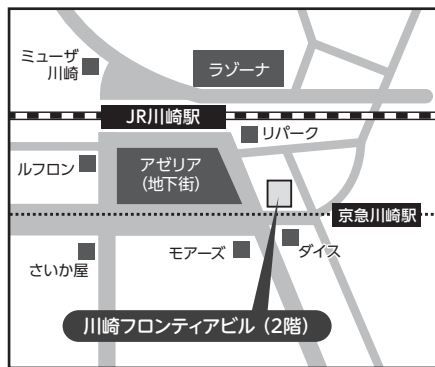 ミューザ
川崎
ラゾーナ
JR川崎駅
リパーク
ルフロン
アゼリア
(地下街)
京急川崎駅
さいか屋
モアーズ
ダイス
川崎フロンティアビル（2階）